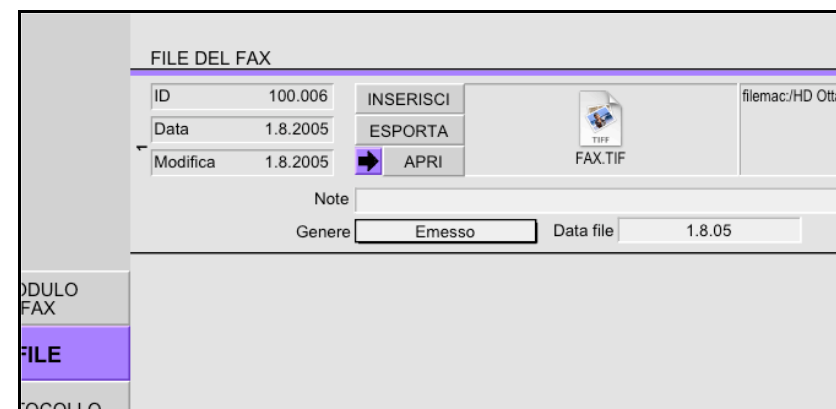 FILE DEL FAX
ID 100.006 INSERISCI filemac:/HD
Data 1.8.2005 ESPORTA
TIFF
1 Modifica 1.8.2005 APRI FAX.TIF
Note
Genere Emesso Data file 1.8.05
FAX
FILE